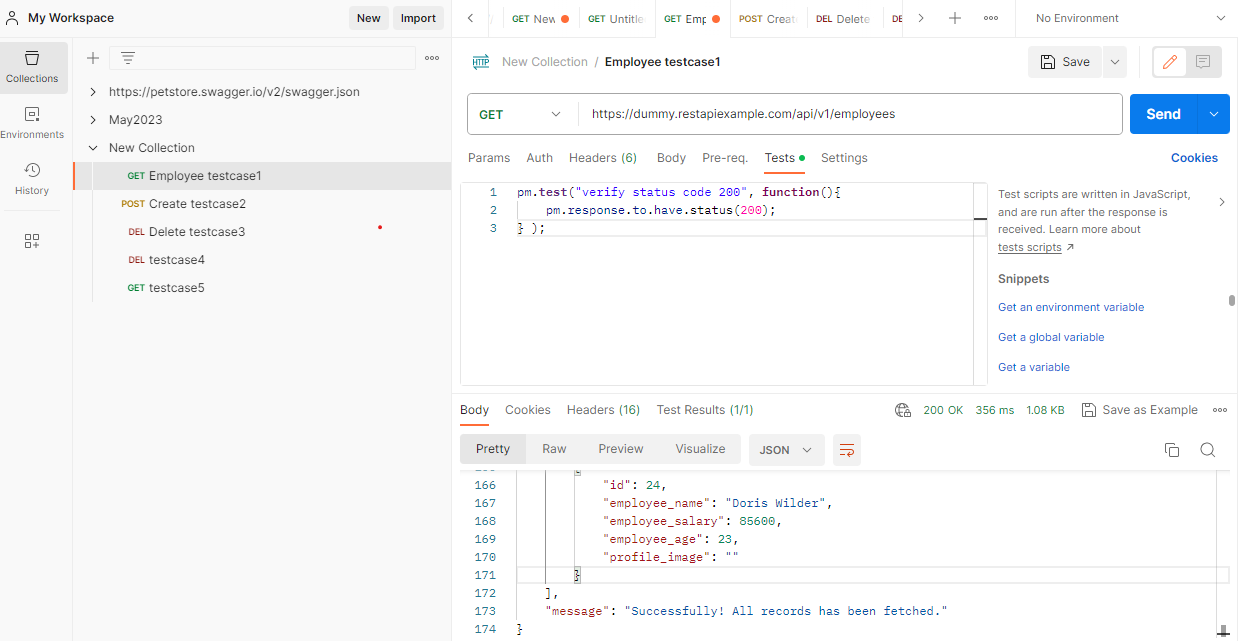 My Workspace
New
Import
GET New
GET Untitle
GET Emp
POST Creat
DEL Delete
DE
No Environment
Collections
Environments
History
https://petstore.swagger.io/v2/swagger.json
May2023
New Collection
GET Employee testcase1
POST Create testcase2
DEL Delete testcase3
DEL testcase4
GET testcase5
HTTP New Collection / Employee testcase1
Save
GET
https://dummy.restapiexample.com/api/v1/employees
Send
Params Auth Headers (6) Body Pre-req. Tests Settings
Cookies
1 pm.test("verify status code 200", function(){
2 pm.response.to.have.status(200);
3 } );
Test scripts are written in JavaScript,
and are run after the response is
received. Learn more about
tests scripts ↗
Snippets
Get an environment variable
Get a global variable
Get a variable
Body Cookies Headers (16) Test Results (1/1)
200 OK 356 ms 1.08 KB Save as Example
Pretty Raw Preview Visualize JSON
166 "id": 24,
167 "employee_name": "Doris Wilder",
168 "employee_salary": 85600,
169 "employee_age": 23,
170 "profile_image": ""
171 }
172 ],
173 "message": "Successfully! All records has been fetched."
174 }